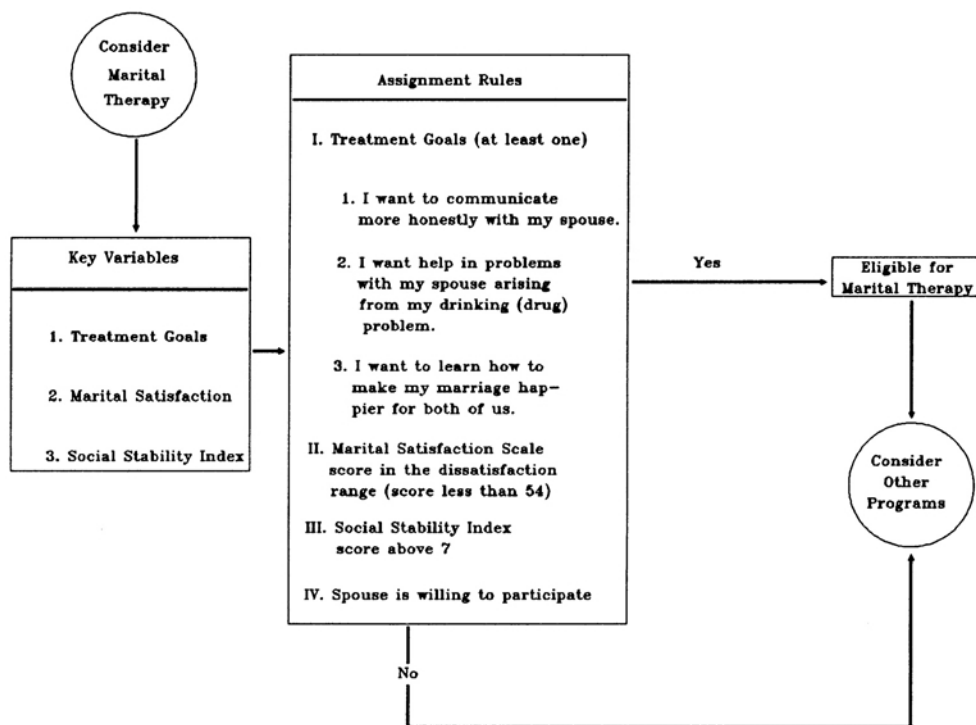 Consider
Marital
Therapy
Key Variables
1. Treatment Goals
2. Marital Satisfaction
3. Social Stability Index
Assignment Rules
I. Treatment Goals (at least one)
1. I want to communicate
more honestly with my spouse.
2. I want help in problems
with my spouse arising
from my drinking (drug)
problem.
3. I want to learn how to
make my marriage hap-
pier for both of us.
II. Marital Satisfaction Scale
score in the dissatisfaction
range (score less than 54)
III. Social Stability Index
score above 7
IV. Spouse is willing to participate
Yes
No
Eligible for
Marital Therapy
Consider
Other
Programs